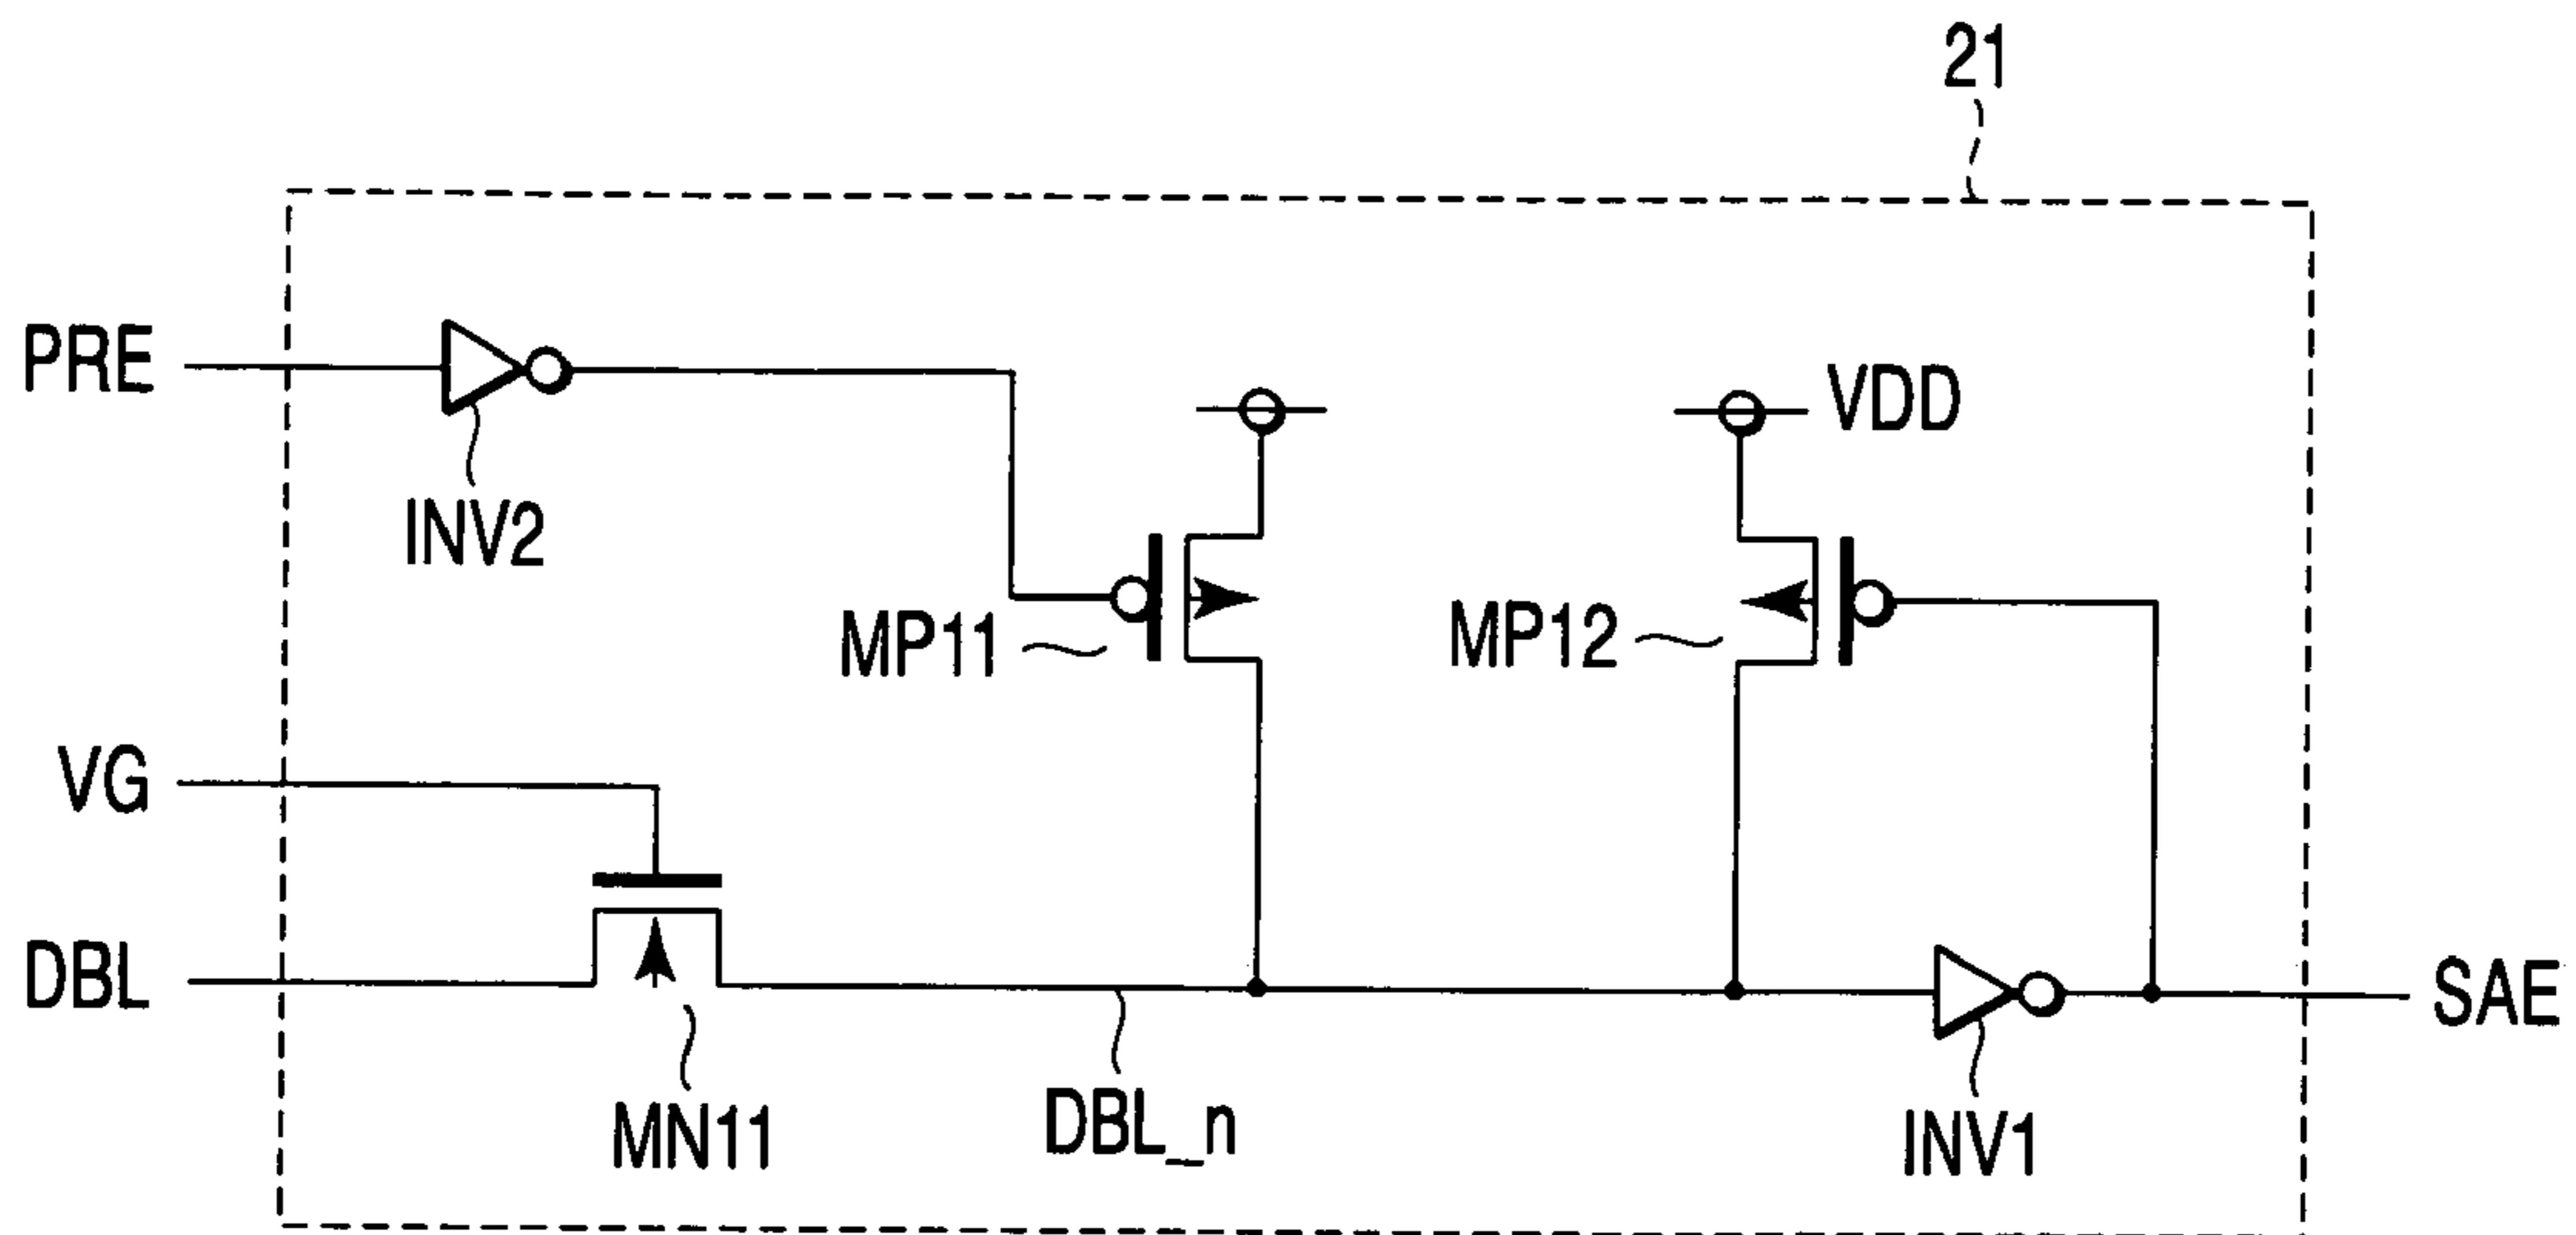 21
PRE
INV2
VDD
MP11
MP12
VG
DBL
SAE
MN11
DBL_n
INV1